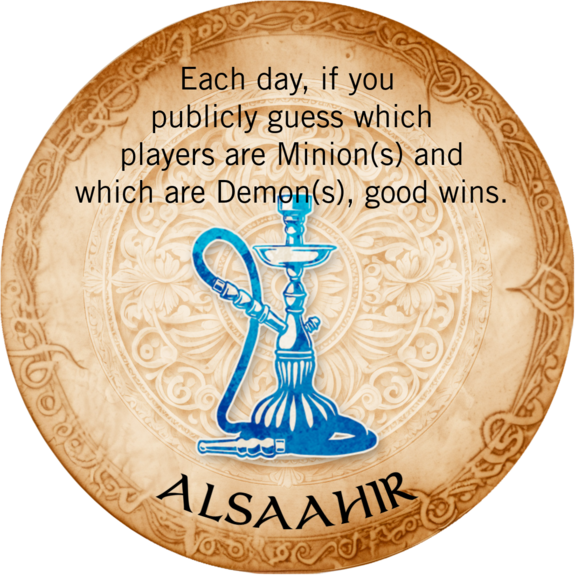 Each day, if you
publicly guess which
players are Minion(s) and
which are Demon(s), good wins.
ALSAAHIR